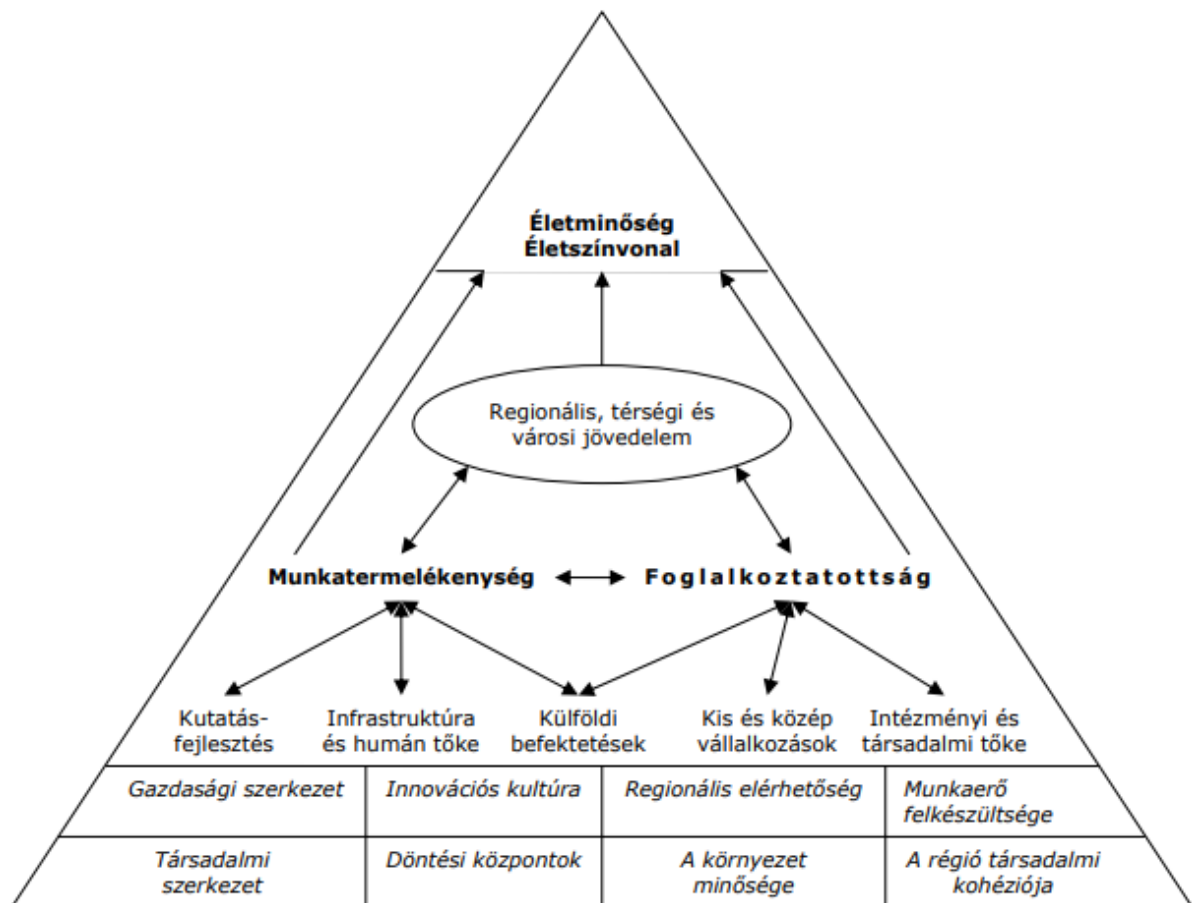 Életminőség
Életszínvonal
Regionális, térségi és
városi jövedelem
Munkatermelékenység
Foglalkoztatottság
Kutatás-
fejlesztés
Infrastruktúra
és humán tőke
Külföldi
befektetések
Kis és közép
vállalkozások
Intézményi és
társadalmi tőke
Gazdasági szerkezet
Innovációs kultúra
Regionális elérhetőség
Munkaerő
felkészültsége
Társadalmi
szerkezet
Döntési központok
A környezet
minősége
A régió társadalmi
kohéziója